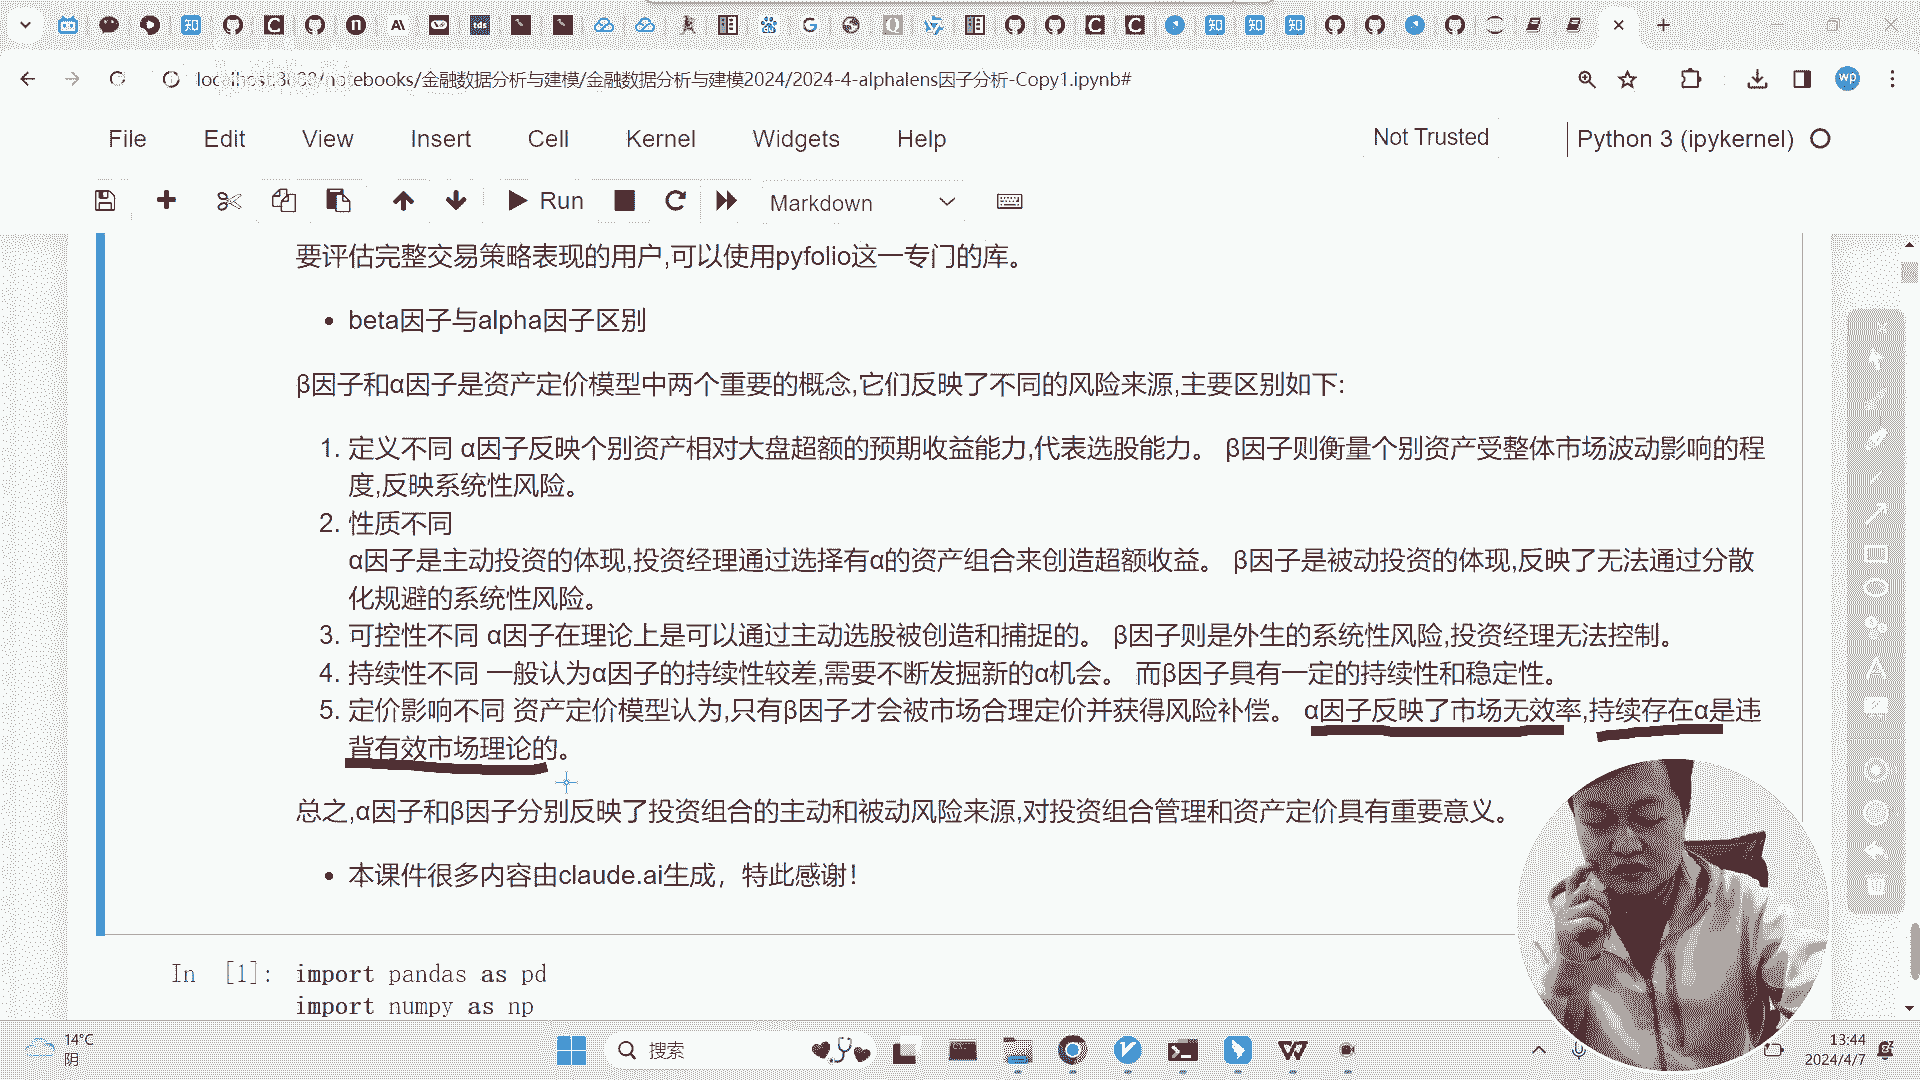 localhost:8888/notebooks/金融数据分析与建模/金融数据分析与建模2024/2024-4-alphalens因子分析-Copy1.ipynb#
wp
File Edit View Insert Cell Kernel Widgets Help
Not Trusted
Python 3 (ipykernel)
Run
Markdown
要评估完整交易策略表现的用户,可以使用pyfolio这一专门的库。
• beta因子与alpha因子区别
β因子和α因子是资产定价模型中两个重要的概念,它们反映了不同的风险来源,主要区别如下:
1. 定义不同 α因子反映个别资产相对大盘超额的预期收益能力,代表选股能力。 β因子则衡量个别资产受整体市场波动影响的程
度,反映系统性风险。
2. 性质不同
α因子是主动投资的体现,投资经理通过选择有α的资产组合来创造超额收益。 β因子是被动投资的体现,反映了无法通过分散
化规避的系统性风险。
3. 可控性不同 α因子在理论上是可以通过主动选股被创造和捕捉的。 β因子则是外生的系统性风险,投资经理无法控制。
4. 持续性不同 一般认为α因子的持续性较差,需要不断发掘新的α机会。 而β因子具有一定的持续性和稳定性。
5. 定价影响不同 资产定价模型认为,只有β因子才会被市场合理定价并获得风险补偿。 α因子反映了市场无效率,持续存在α是违
背有效市场理论的。
总之,α因子和β因子分别反映了投资组合的主动和被动风险来源,对投资组合管理和资产定价具有重要意义。
• 本课件很多内容由claude.ai生成，特此感谢！
In [1]: import pandas as pd
import numpy as np
14°C
阴
搜索
13:44
2024/4/7